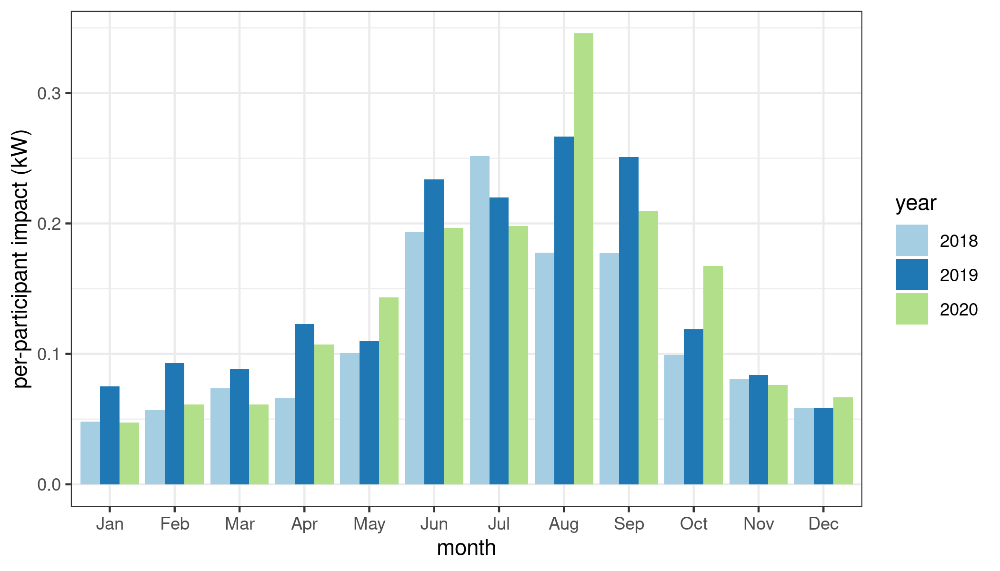 per-participant impact (kW)
0.3
0.2
0.1
0.0
Jan Feb Mar Apr May Jun Jul Aug Sep Oct Nov Dec
month
year
2018
2019
2020